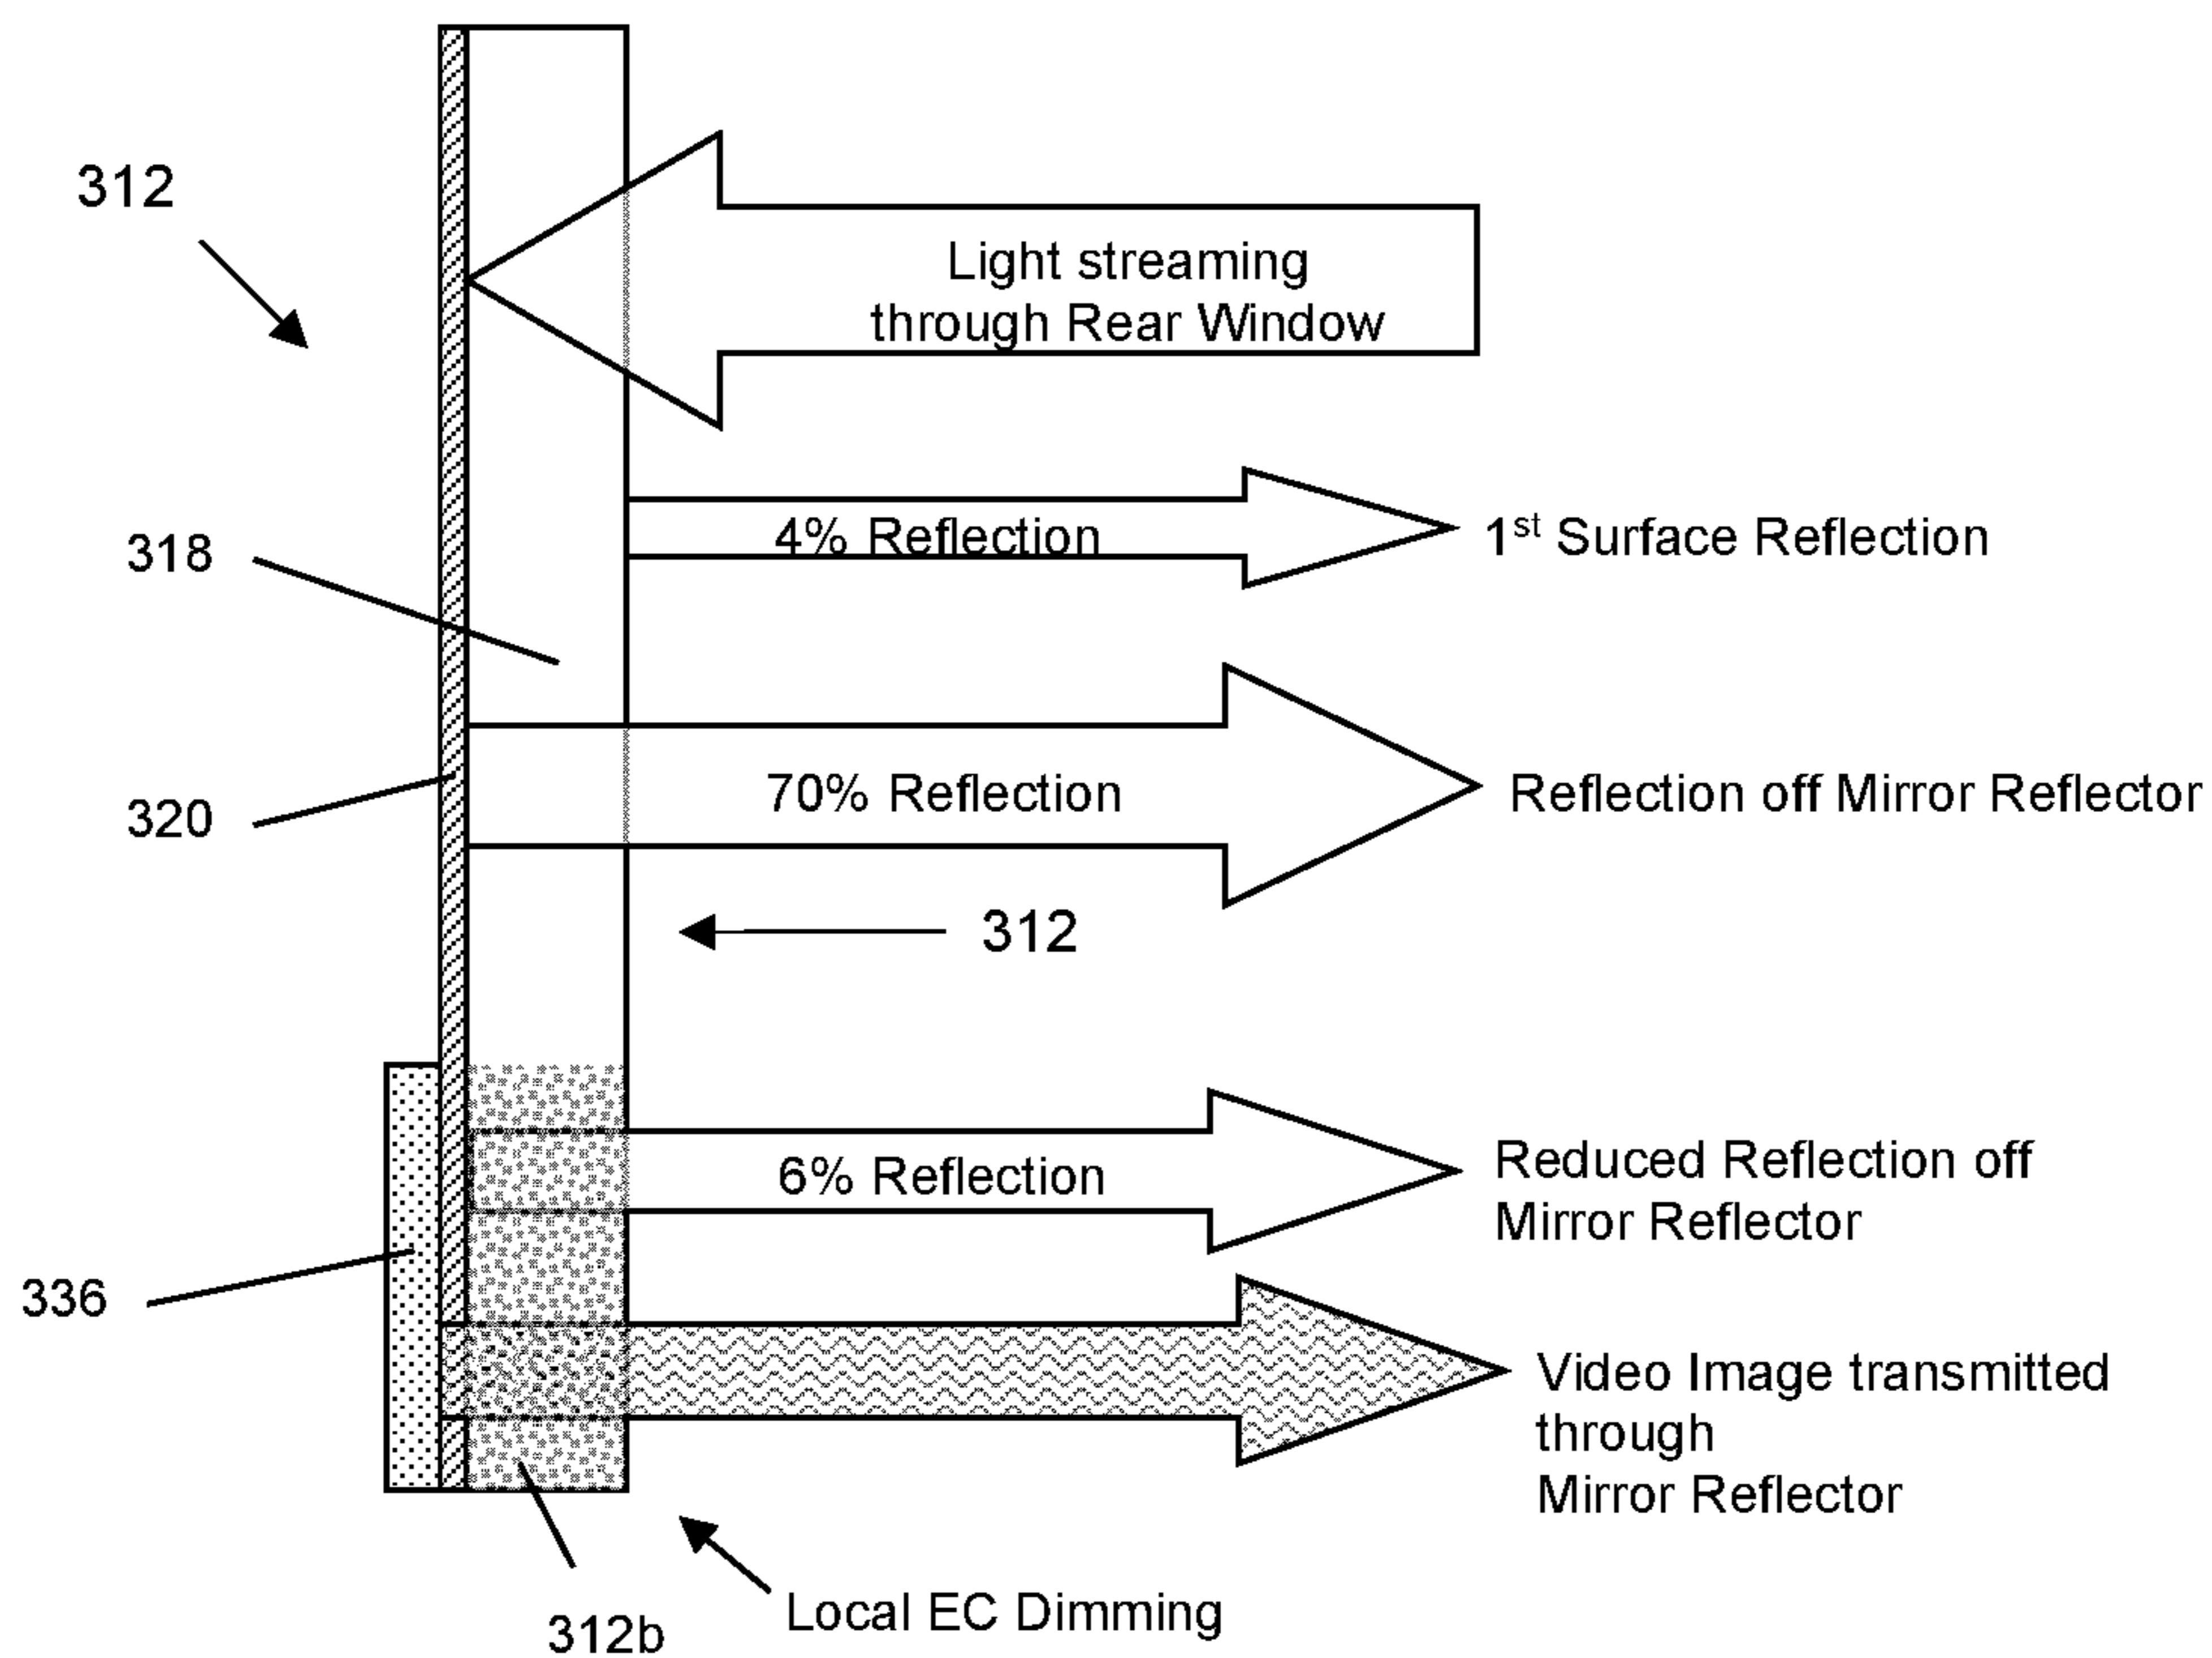 312
Light streaming
through Rear Window
318
4% Reflection
1st Surface Reflection
320
70% Reflection
Reflection off Mirror Reflector
312
6% Reflection
Reduced Reflection off
Mirror Reflector
336
Video Image transmitted
through
Mirror Reflector
312b
Local EC Dimming